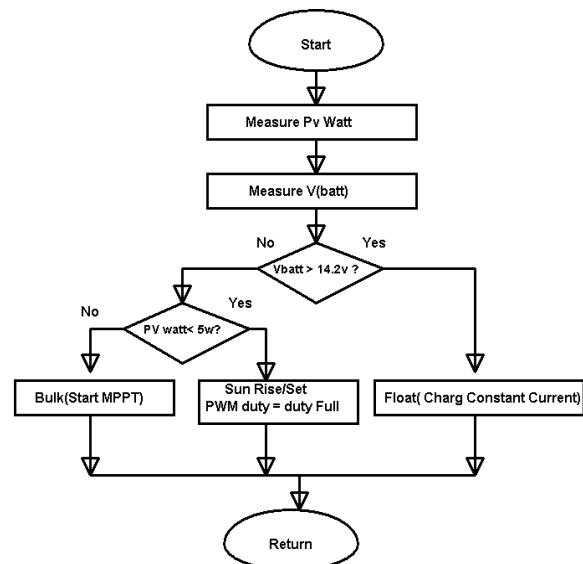 Start
Measure Pv Watt
Measure V(batt)
No
Yes
Vbatt > 14.2v ?
No
Yes
PV watt< 5w?
Bulk(Start MPPT)
Sun Rise/Set
PWM duty = duty Full
Float( Charg Constant Current)
Return